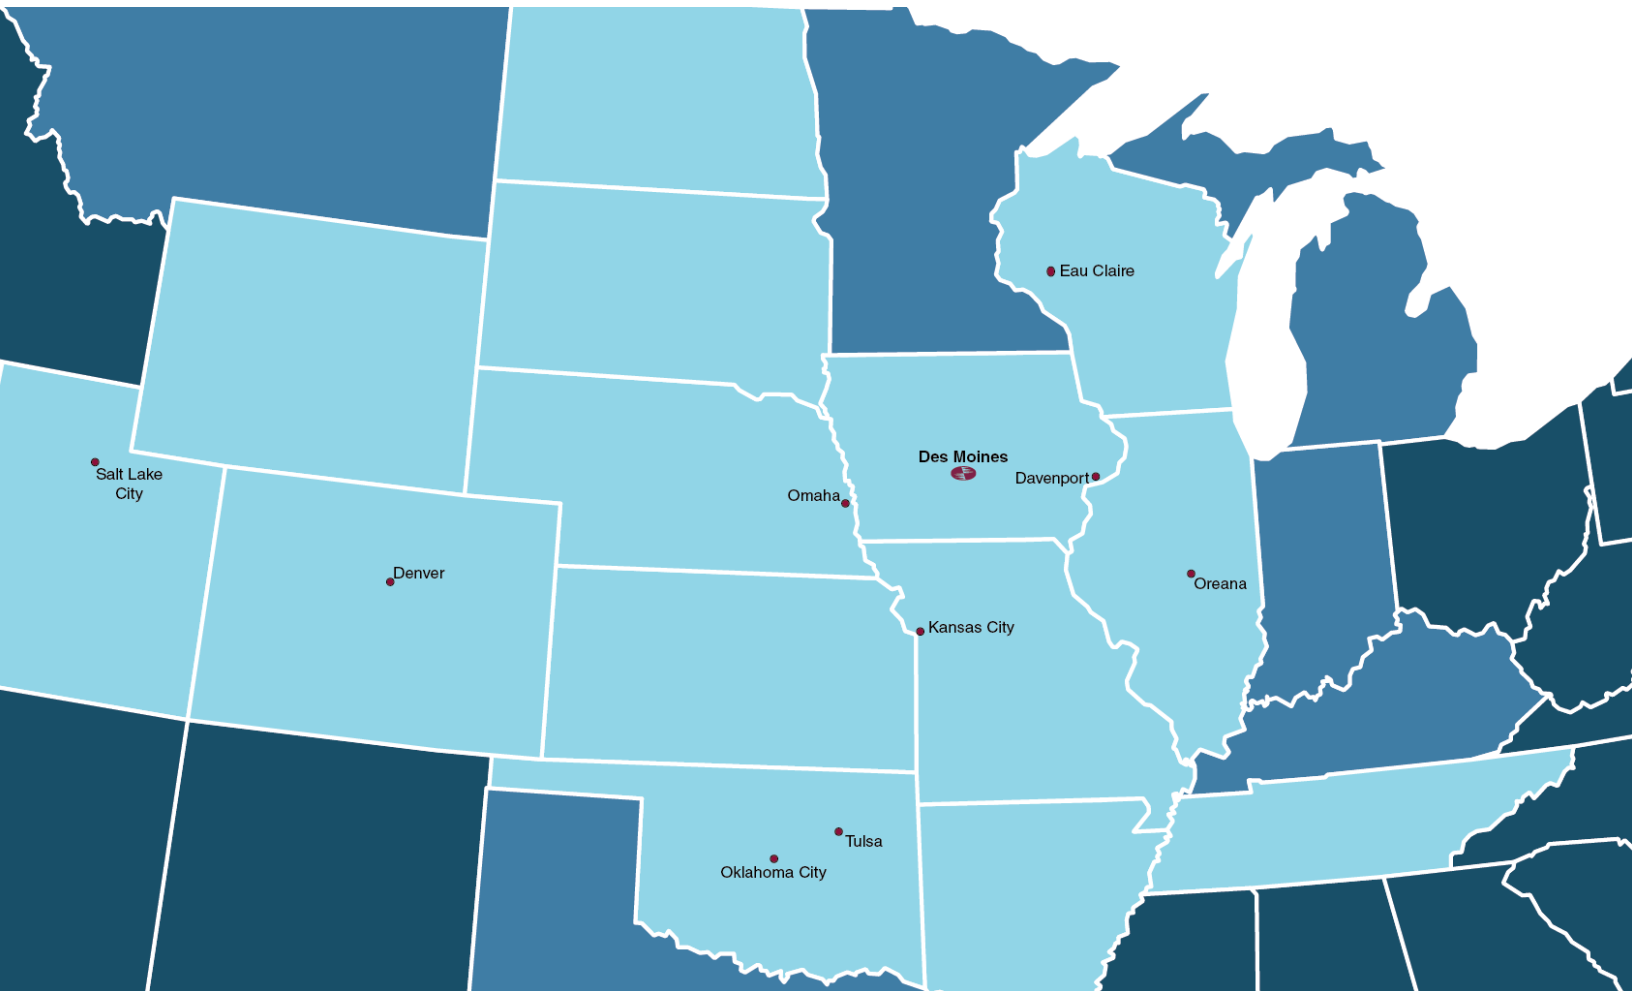 Eau Claire
Des Moines
Davenport
Salt Lake
City
Omaha
Denver
Oreana
Kansas City
Tulsa
Oklahoma City